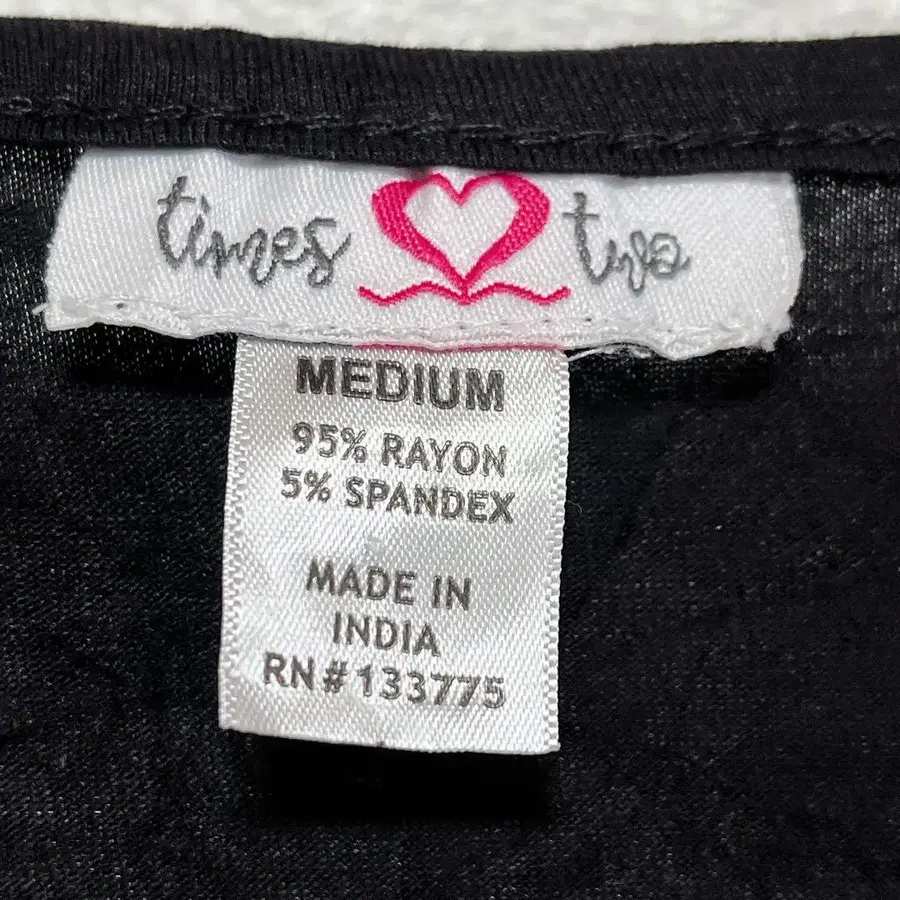 times two
MEDIUM
95% RAYON
5% SPANDEX
MADE IN
INDIA
RN#133775